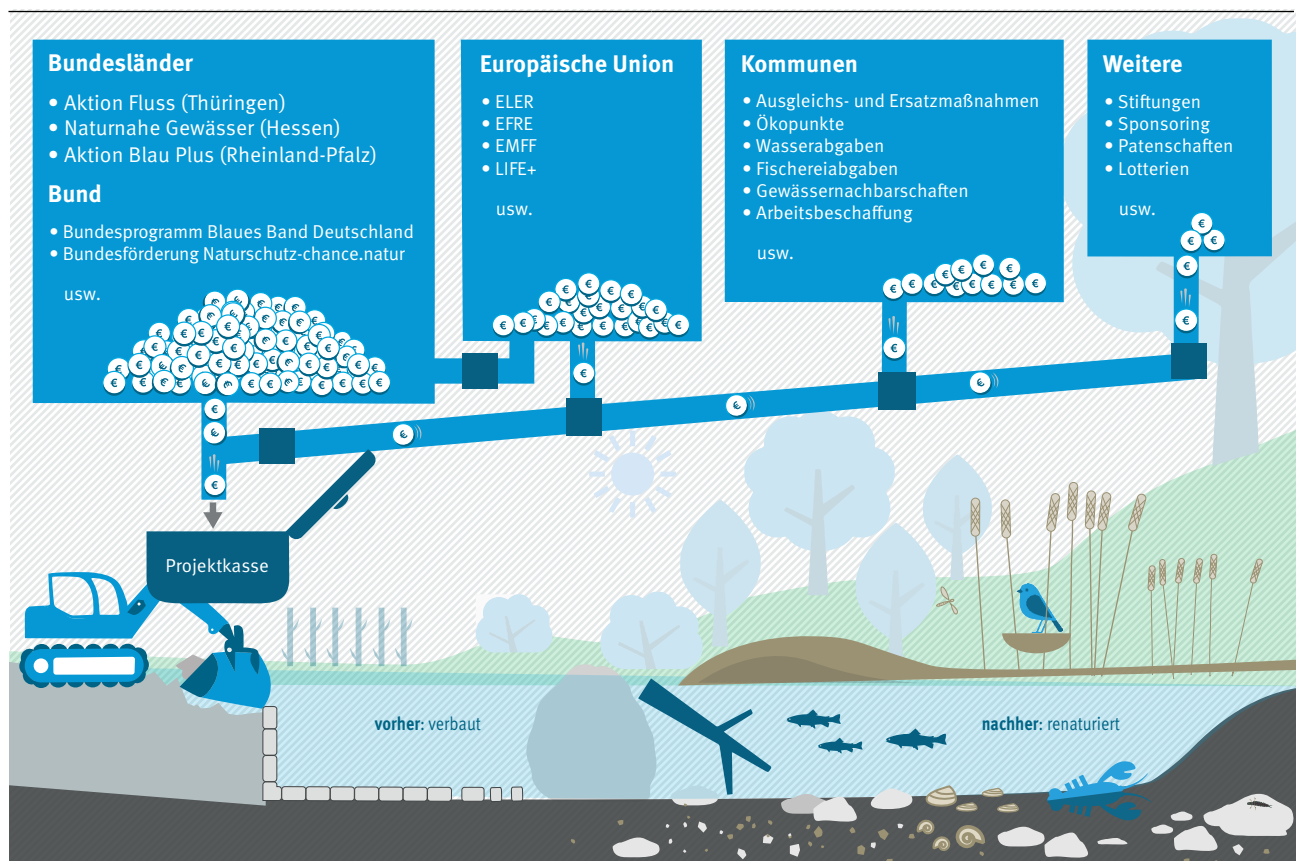 Bundesländer
• Aktion Fluss (Thüringen)
• Naturnahe Gewässer (Hessen)
• Aktion Blau Plus (Rheinland-Pfalz)
Bund
• Bundesprogramm Blaues Band Deutschland
• Bundesförderung Naturschutz-chance.natur
usw.
Europäische Union
• ELER
• EFRE
• EMFF
• LIFE+
usw.
Kommunen
• Ausgleichs- und Ersatzmaßnahmen
• Ökopunkte
• Wasserabgaben
• Fischereiabgaben
• Gewässernachbarschaften
• Arbeitsbeschaffung
usw.
Weitere
• Stiftungen
• Sponsoring
• Patenschaften
• Lotterien
usw.
Projektkasse
vorher: verbaut
nachher: renaturiert